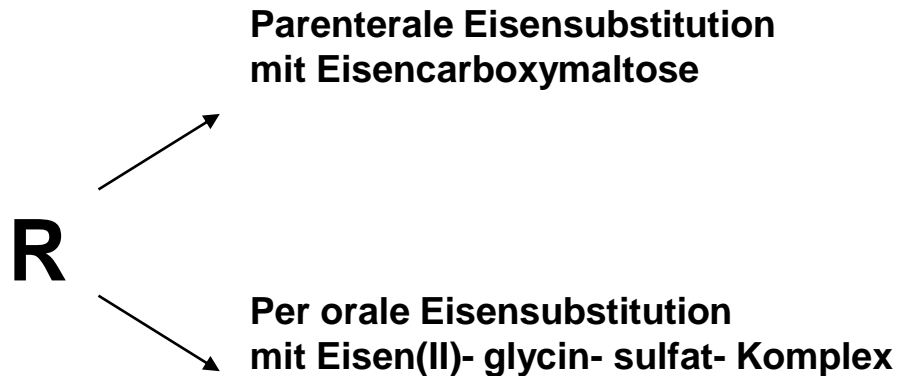 Parenterale Eisensubstitution
mit Eisencarboxymaltose
R
Per orale Eisensubstitution
mit Eisen(II)- glycin- sulfat- Komplex